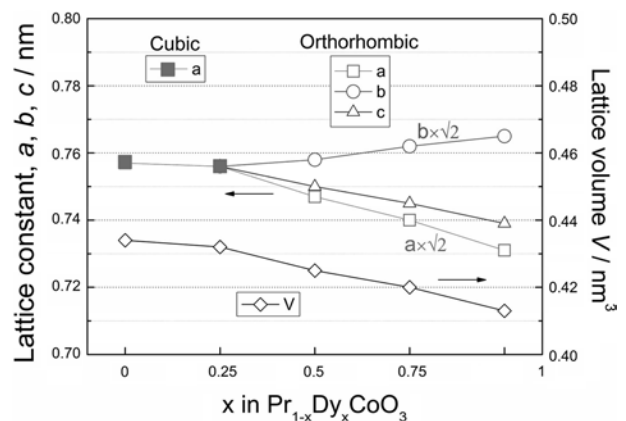 Cubic
a
Orthorhombic
a
b
c
b×√2
a×√2
V
0.80
0.78
0.76
0.74
0.72
0.70
Lattice constant, a, b, c / nm
0.50
0.48
0.46
0.44
0.42
0.40
Lattice volume V / nm³
0
0.25
0.5
0.75
1
x in Pr₁₋ₓDyₓCoO₃